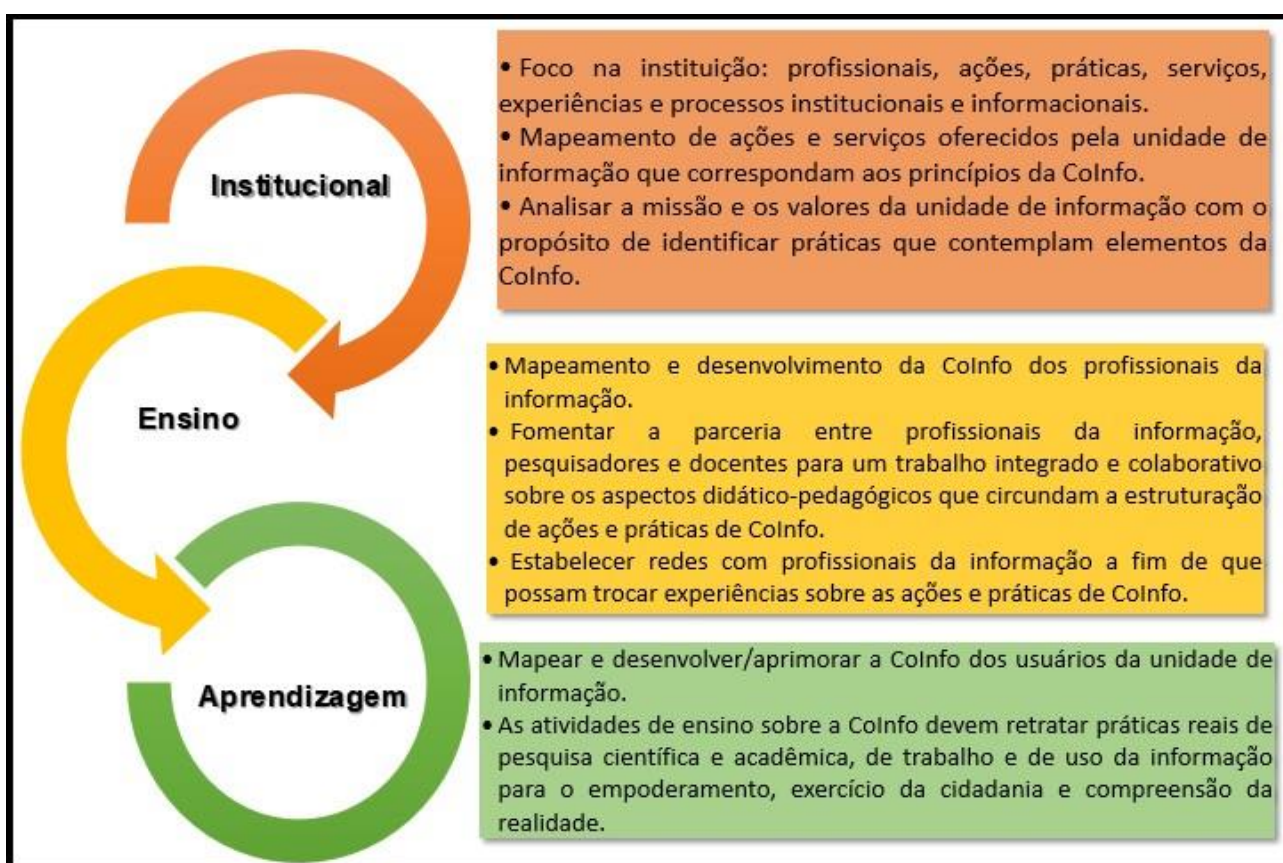 Institucional
• Foco na instituição: profissionais, ações, práticas, serviços,
experiências e processos institucionais e informacionais.
• Mapeamento de ações e serviços oferecidos pela unidade de
informação que correspondam aos princípios da CoInfo.
• Analisar a missão e os valores da unidade de informação com o
propósito de identificar práticas que contemplam elementos da
CoInfo.
Ensino
• Mapeamento e desenvolvimento da CoInfo dos profissionais da
informação.
• Fomentar a parceria entre profissionais da informação,
pesquisadores e docentes para um trabalho integrado e colaborativo
sobre os aspectos didático-pedagógicos que circundam a estruturação
de ações e práticas de CoInfo.
• Estabelecer redes com profissionais da informação a fim de que
possam trocar experiências sobre as ações e práticas de CoInfo.
Aprendizagem
• Mapear e desenvolver/aprimorar a CoInfo dos usuários da unidade de
informação.
• As atividades de ensino sobre a CoInfo devem retratar práticas reais de
pesquisa científica e acadêmica, de trabalho e de uso da informação
para o empoderamento, exercício da cidadania e compreensão da
realidade.